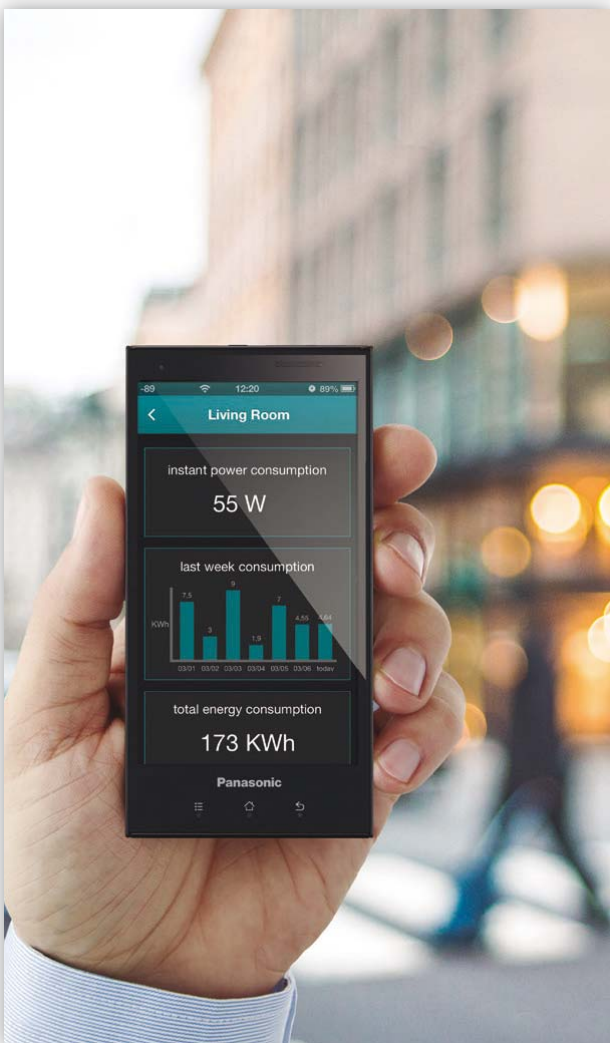 -89 12:20 89%
Living Room
instant power consumption
55 W
last week consumption
9
7,5
7
4,55 4,84
3
1,9
KWh
03/01 03/02 03/03 03/04 03/05 03/06 today
total energy consumption
173 KWh
Panasonic